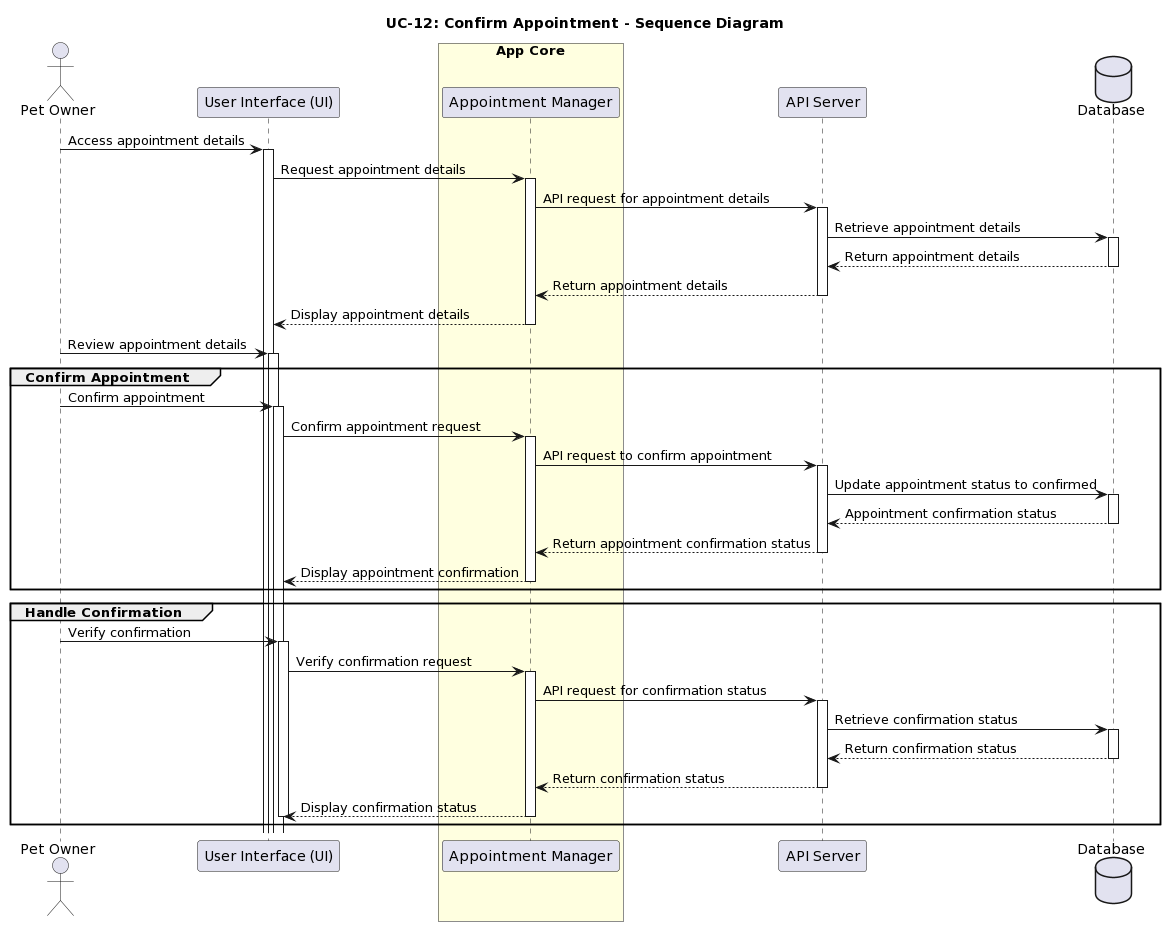 UC-12: Confirm Appointment - Sequence Diagram
App Core
Pet Owner
User Interface (UI)
Appointment Manager
API Server
Database
Access appointment details
Request appointment details
API request for appointment details
Retrieve appointment details
Return appointment details
Return appointment details
Display appointment details
Review appointment details
Confirm Appointment
Confirm appointment
Confirm appointment request
API request to confirm appointment
Update appointment status to confirmed
Appointment confirmation status
Return appointment confirmation status
Display appointment confirmation
Handle Confirmation
Verify confirmation
Verify confirmation request
API request for confirmation status
Retrieve confirmation status
Return confirmation status
Return confirmation status
Display confirmation status
Pet Owner
User Interface (UI)
Appointment Manager
API Server
Database